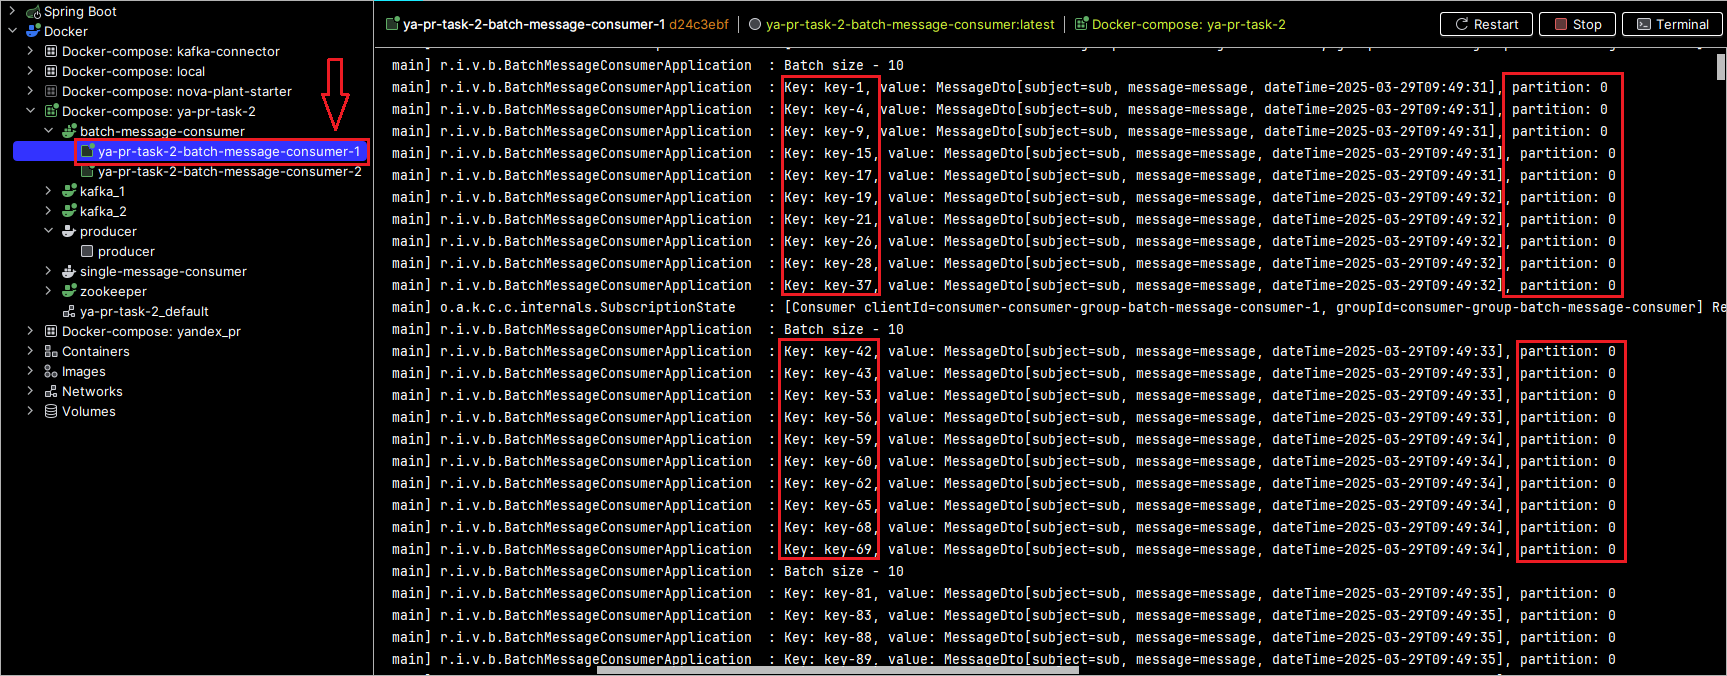 Spring Boot
Docker
Docker-compose: kafka-connector
Docker-compose: local
Docker-compose: nova-plant-starter
Docker-compose: ya-pr-task-2
batch-message-consumer
ya-pr-task-2-batch-message-consumer-1
ya-pr-task-2-batch-message-consumer-2
kafka_1
kafka_2
producer
producer
single-message-consumer
zookeeper
ya-pr-task-2_default
Docker-compose: yandex_pr
Containers
Images
Networks
Volumes
ya-pr-task-2-batch-message-consumer-1 d24c3ebf ya-pr-task-2-batch-message-consumer:latest Docker-compose: ya-pr-task-2 Restart Stop Terminal
main] r.i.v.b.BatchMessageConsumerApplication : Batch size - 10
main] r.i.v.b.BatchMessageConsumerApplication : Key: key-1, value: MessageDto[subject=sub, message=message, dateTime=2025-03-29T09:49:31], partition: 0
main] r.i.v.b.BatchMessageConsumerApplication : Key: key-4, value: MessageDto[subject=sub, message=message, dateTime=2025-03-29T09:49:31], partition: 0
main] r.i.v.b.BatchMessageConsumerApplication : Key: key-9, value: MessageDto[subject=sub, message=message, dateTime=2025-03-29T09:49:31], partition: 0
main] r.i.v.b.BatchMessageConsumerApplication : Key: key-15, value: MessageDto[subject=sub, message=message, dateTime=2025-03-29T09:49:31], partition: 0
main] r.i.v.b.BatchMessageConsumerApplication : Key: key-17, value: MessageDto[subject=sub, message=message, dateTime=2025-03-29T09:49:31], partition: 0
main] r.i.v.b.BatchMessageConsumerApplication : Key: key-19, value: MessageDto[subject=sub, message=message, dateTime=2025-03-29T09:49:32], partition: 0
main] r.i.v.b.BatchMessageConsumerApplication : Key: key-21, value: MessageDto[subject=sub, message=message, dateTime=2025-03-29T09:49:32], partition: 0
main] r.i.v.b.BatchMessageConsumerApplication : Key: key-26, value: MessageDto[subject=sub, message=message, dateTime=2025-03-29T09:49:32], partition: 0
main] r.i.v.b.BatchMessageConsumerApplication : Key: key-28, value: MessageDto[subject=sub, message=message, dateTime=2025-03-29T09:49:32], partition: 0
main] r.i.v.b.BatchMessageConsumerApplication : Key: key-37, value: MessageDto[subject=sub, message=message, dateTime=2025-03-29T09:49:32], partition: 0
main] o.a.k.c.c.internals.SubscriptionState : [Consumer clientId=consumer-consumer-group-batch-message-consumer-1, groupId=consumer-group-batch-message-consumer] Re
main] r.i.v.b.BatchMessageConsumerApplication : Batch size - 10
main] r.i.v.b.BatchMessageConsumerApplication : Key: key-42, value: MessageDto[subject=sub, message=message, dateTime=2025-03-29T09:49:33], partition: 0
main] r.i.v.b.BatchMessageConsumerApplication : Key: key-43, value: MessageDto[subject=sub, message=message, dateTime=2025-03-29T09:49:33], partition: 0
main] r.i.v.b.BatchMessageConsumerApplication : Key: key-53, value: MessageDto[subject=sub, message=message, dateTime=2025-03-29T09:49:33], partition: 0
main] r.i.v.b.BatchMessageConsumerApplication : Key: key-56, value: MessageDto[subject=sub, message=message, dateTime=2025-03-29T09:49:33], partition: 0
main] r.i.v.b.BatchMessageConsumerApplication : Key: key-59, value: MessageDto[subject=sub, message=message, dateTime=2025-03-29T09:49:34], partition: 0
main] r.i.v.b.BatchMessageConsumerApplication : Key: key-60, value: MessageDto[subject=sub, message=message, dateTime=2025-03-29T09:49:34], partition: 0
main] r.i.v.b.BatchMessageConsumerApplication : Key: key-62, value: MessageDto[subject=sub, message=message, dateTime=2025-03-29T09:49:34], partition: 0
main] r.i.v.b.BatchMessageConsumerApplication : Key: key-65, value: MessageDto[subject=sub, message=message, dateTime=2025-03-29T09:49:34], partition: 0
main] r.i.v.b.BatchMessageConsumerApplication : Key: key-68, value: MessageDto[subject=sub, message=message, dateTime=2025-03-29T09:49:34], partition: 0
main] r.i.v.b.BatchMessageConsumerApplication : Key: key-69, value: MessageDto[subject=sub, message=message, dateTime=2025-03-29T09:49:34], partition: 0
main] r.i.v.b.BatchMessageConsumerApplication : Batch size - 10
main] r.i.v.b.BatchMessageConsumerApplication : Key: key-81, value: MessageDto[subject=sub, message=message, dateTime=2025-03-29T09:49:35], partition: 0
main] r.i.v.b.BatchMessageConsumerApplication : Key: key-83, value: MessageDto[subject=sub, message=message, dateTime=2025-03-29T09:49:35], partition: 0
main] r.i.v.b.BatchMessageConsumerApplication : Key: key-88, value: MessageDto[subject=sub, message=message, dateTime=2025-03-29T09:49:35], partition: 0
main] r.i.v.b.BatchMessageConsumerApplication : Key: key-89, value: MessageDto[subject=sub, message=message, dateTime=2025-03-29T09:49:35], partition: 0